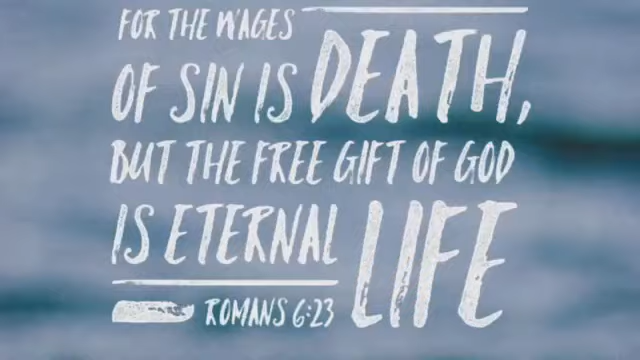 FOR THE WAGES
OF SIN IS DEATH,
BUT THE FREE GIFT OF GOD
IS ETERNAL LIFE
ROMANS 6:23